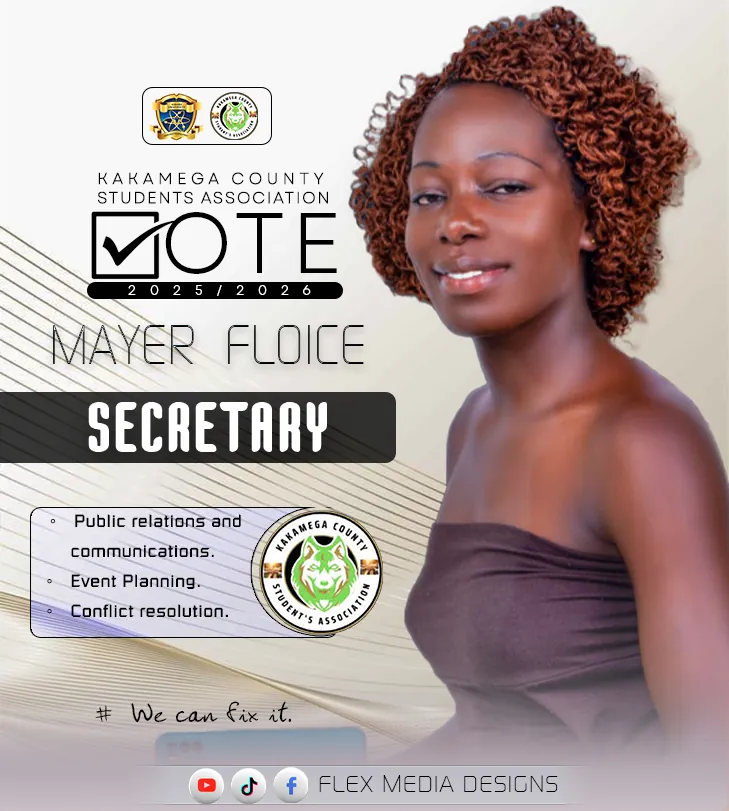 KAKAMEGA COUNTY
STUDENTS ASSOCIATION
VOTE
2025/2026
MAYER FLOICE
SECRETARY
◦ Public relations and
communications.
◦ Event Planning.
◦ Conflict resolution.
KAKAMEGA COUNTY
STUDENT'S ASSOCIATION
# We can fix it.
FLEX MEDIA DESIGNS